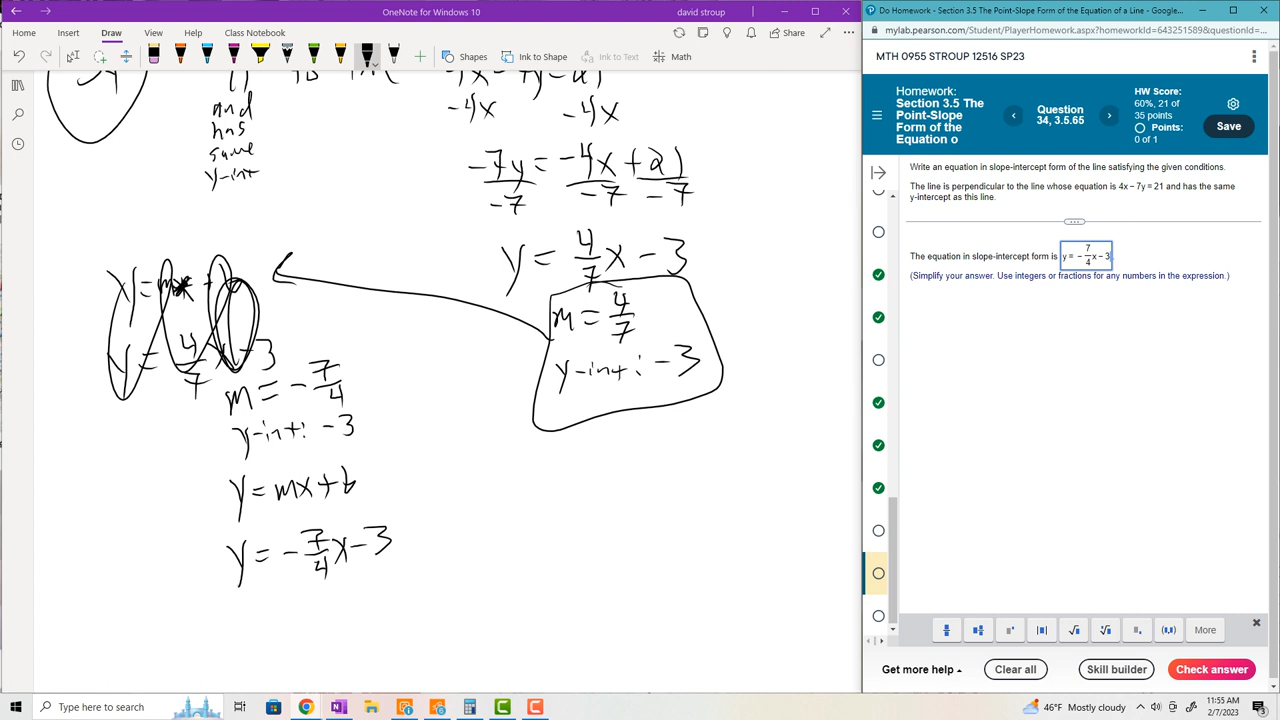 OneNote for Windows 10
david stroup
Home
Insert
Draw
View
Help
Class Notebook
Share
Shapes
Ink to Shape
Ink to Text
Math
and
has
same
y-int
-4x -4x
-7y = -4x + 21
-7 -7 -7
y = 4/7 x - 3
m = 4/7
y-int: -3
y = mx + b
y = 4/7 x - 3
m = - 7/4
y-int: -3
y = mx + b
y = - 7/4 x - 3
Do Homework - Section 3.5 The Point-Slope Form of the Equation of a Line - Google...
mylab.pearson.com/Student/PlayerHomework.aspx?homeworkId=643251589&questionId=...
MTH 0955 STROUP 12516 SP23
Homework:
Section 3.5 The
Point-Slope
Form of the
Equation o
Question
34, 3.5.65
HW Score:
60%, 21 of
35 points
Points:
0 of 1
Save
Write an equation in slope-intercept form of the line satisfying the given conditions.
The line is perpendicular to the line whose equation is 4x − 7y = 21 and has the same
y-intercept as this line.
The equation in slope-intercept form is y = − 7/4 x − 3.
(Simplify your answer. Use integers or fractions for any numbers in the expression.)
More
Get more help
Clear all
Skill builder
Check answer
Type here to search
46°F Mostly cloudy
11:55 AM
2/7/2023